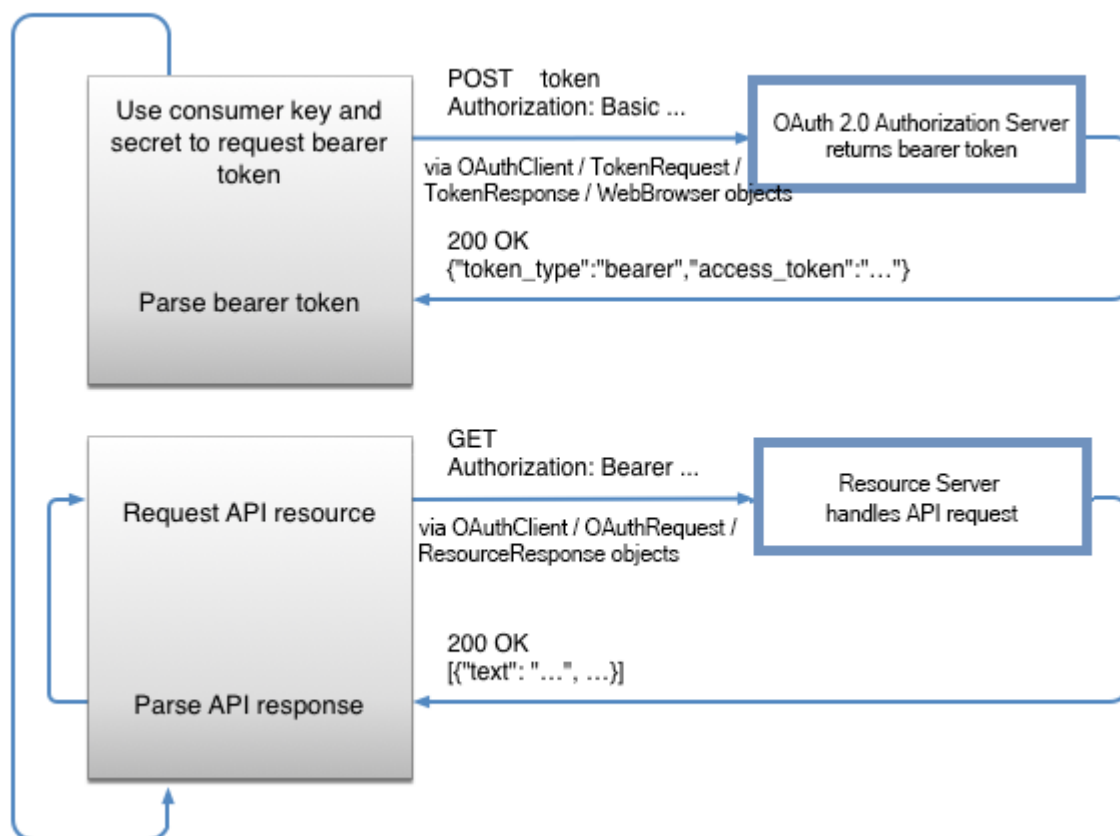 Use consumer key and
secret to request bearer
token
Parse bearer token
POST token
Authorization: Basic ...
via OAuthClient / TokenRequest /
TokenResponse / WebBrowser objects
OAuth 2.0 Authorization Server
returns bearer token
200 OK
{"token_type":"bearer","access_token":"…"}
Request API resource
Parse API response
GET
Authorization: Bearer ...
via OAuthClient / OAuthRequest /
ResourceResponse objects
Resource Server
handles API request
200 OK
[{"text": "…", …}]